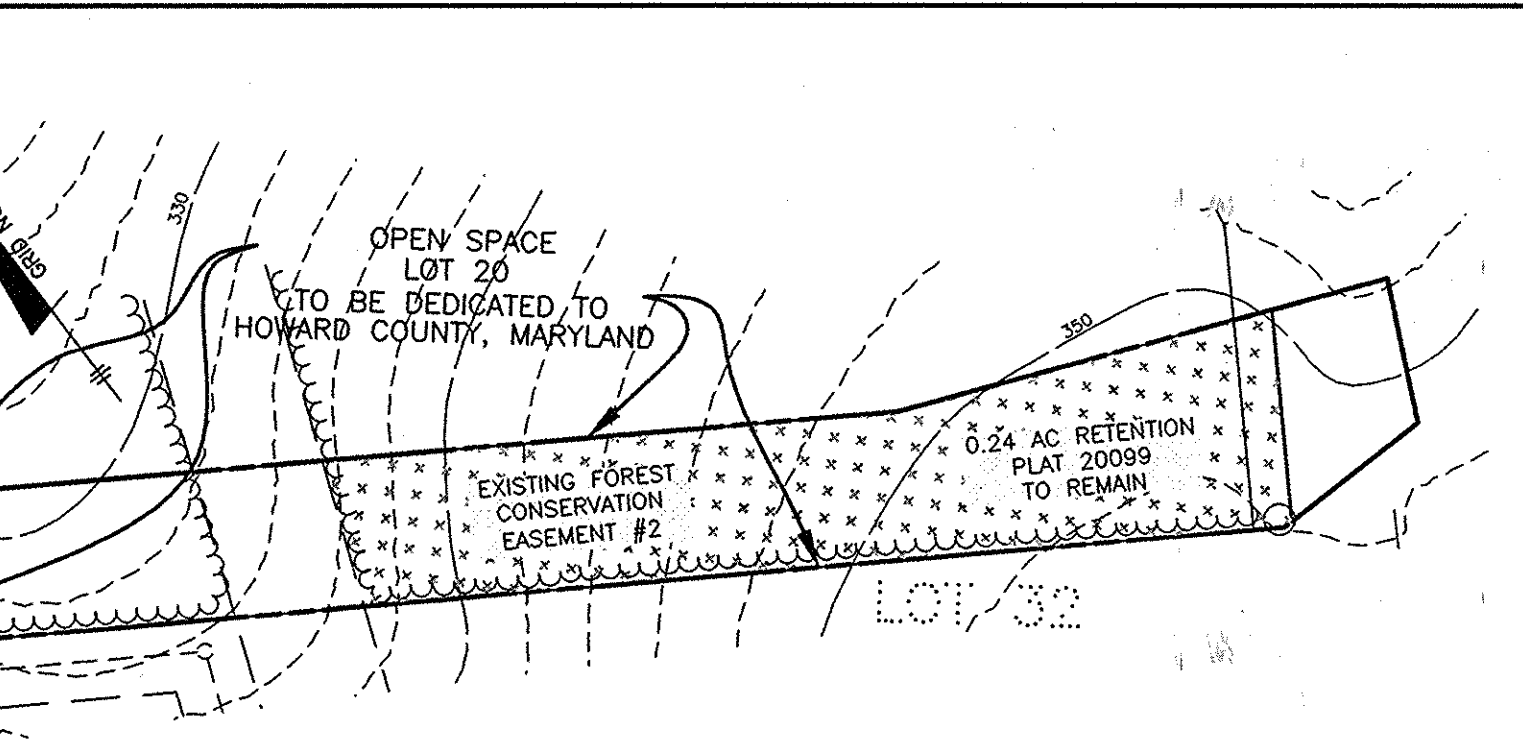 330
GRID
OPEN SPACE
LOT 20
TO BE DEDICATED TO
HOWARD COUNTY, MARYLAND
350
0.24 AC RETENTION
PLAT 20099
TO REMAIN
EXISTING FOREST
CONSERVATION
EASEMENT #2
LOT 32